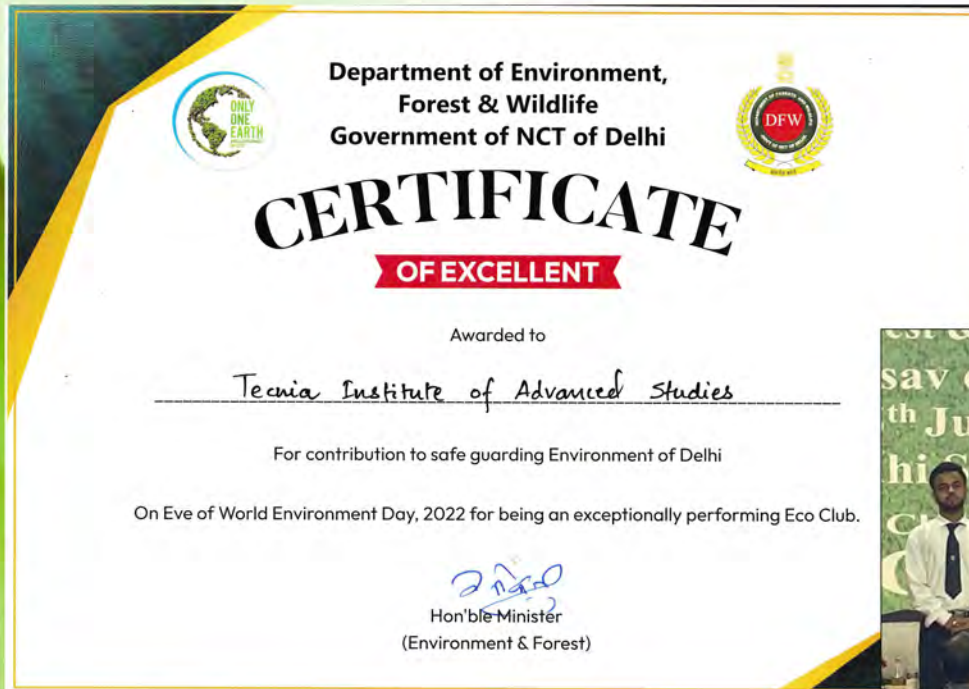 Department of Environment,
Forest & Wildlife
Government of NCT of Delhi
ONLY
ONE
EARTH
DFW
CERTIFICATE
OF EXCELLENT
Awarded to
Tecnia Institute of Advanced Studies
For contribution to safe guarding Environment of Delhi
On Eve of World Environment Day, 2022 for being an exceptionally performing Eco Club.
Hon'ble Minister
(Environment & Forest)
sav
th Ju
hi